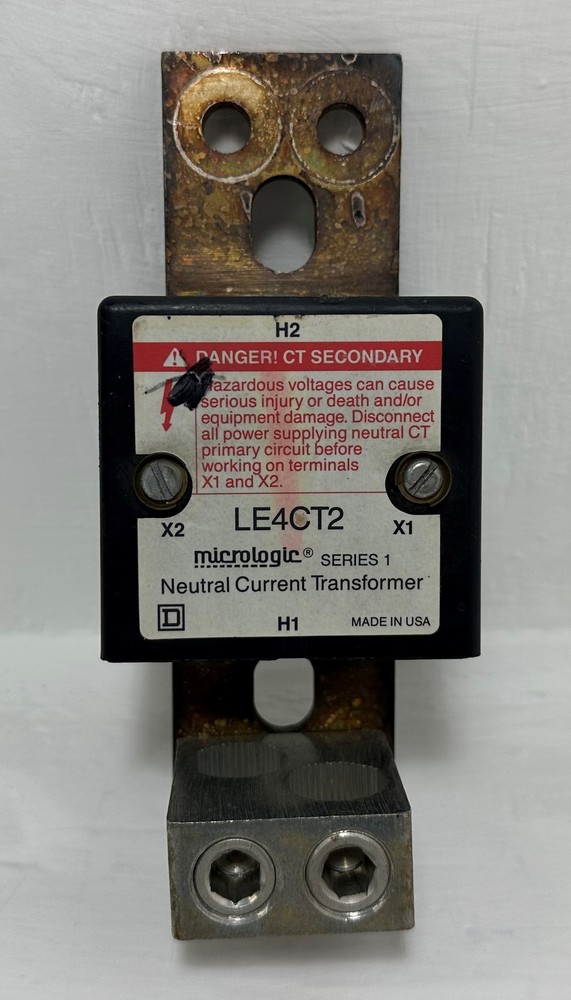 H2
DANGER! CT SECONDARY
Hazardous voltages can cause
serious injury or death and/or
equipment damage. Disconnect
all power supplying neutral CT
primary circuit before
working on terminals
X1 and X2.
X2 LE4CT2 X1
micrologic® SERIES 1
Neutral Current Transformer
D H1 MADE IN USA